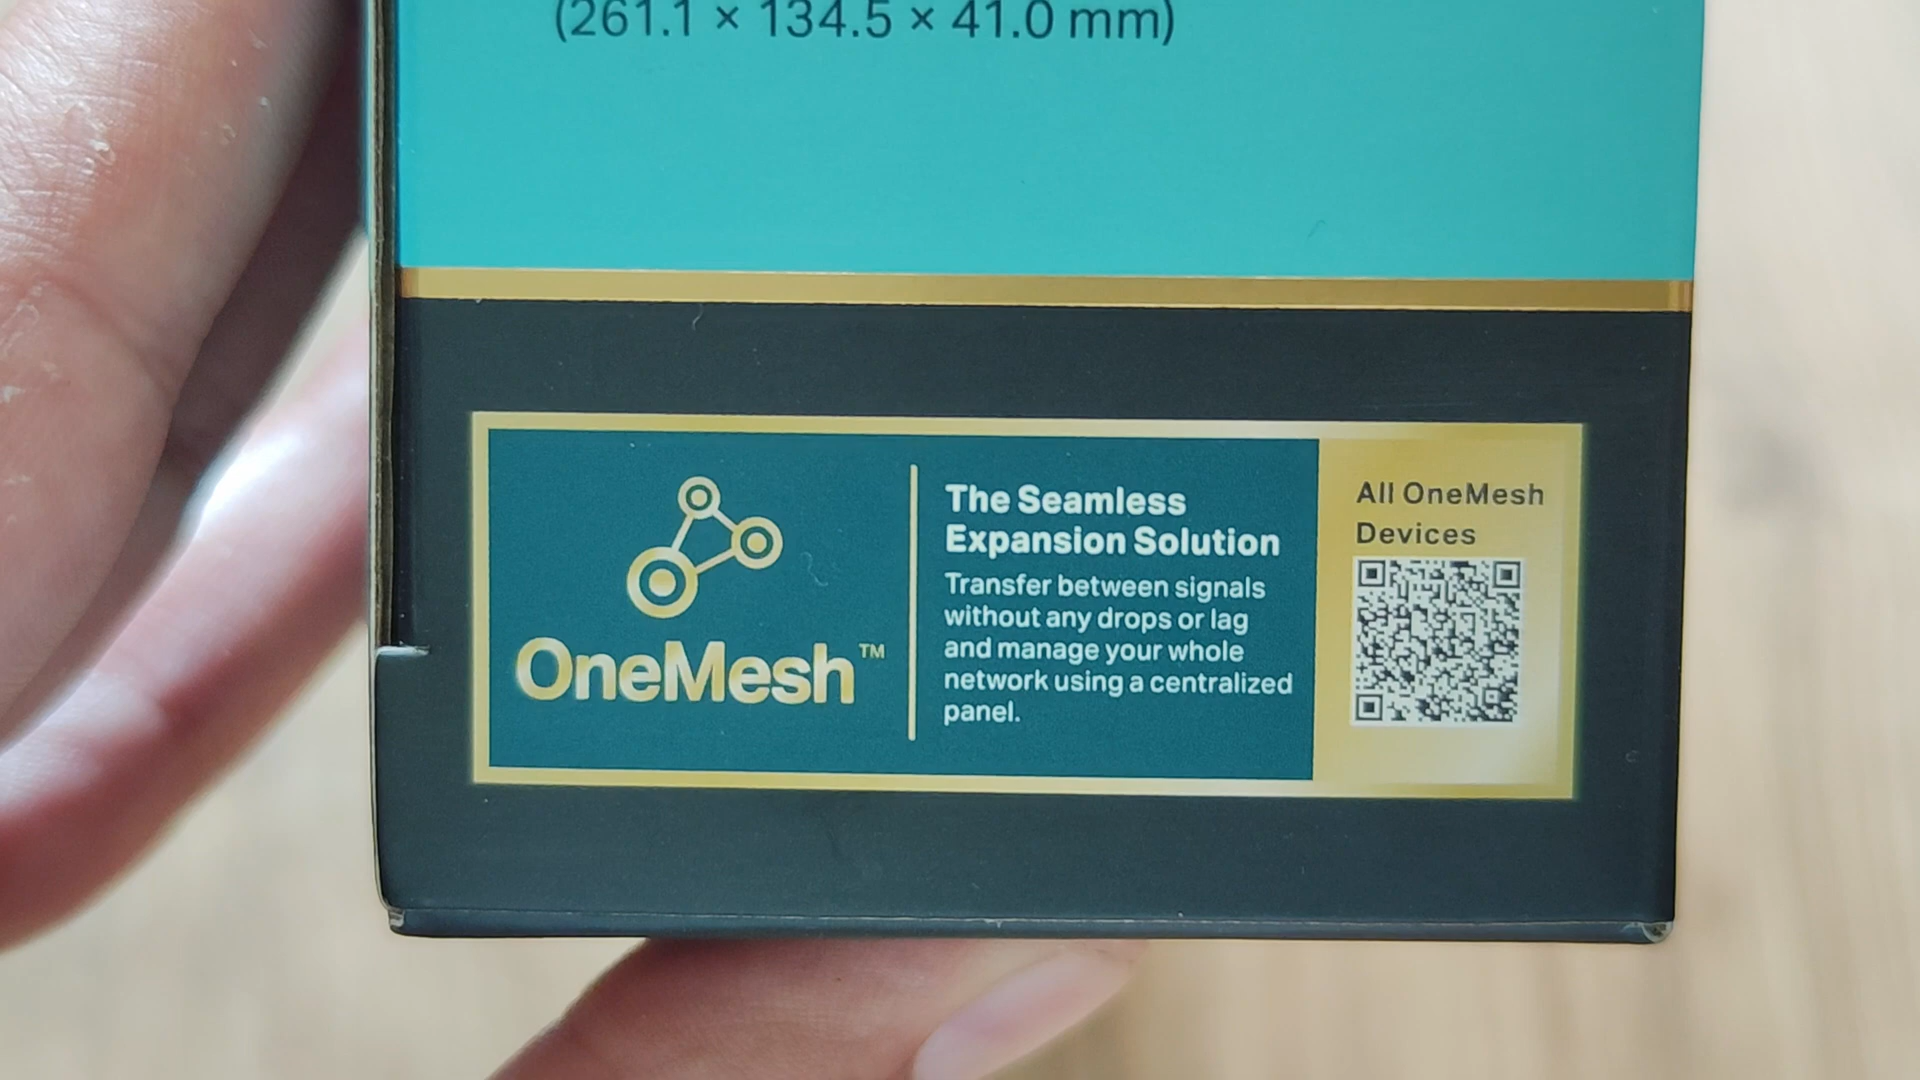 (261.1 × 134.5 × 41.0 mm)
OneMesh™
The Seamless
Expansion Solution
Transfer between signals
without any drops or lag
and manage your whole
network using a centralized
panel.
All OneMesh
Devices